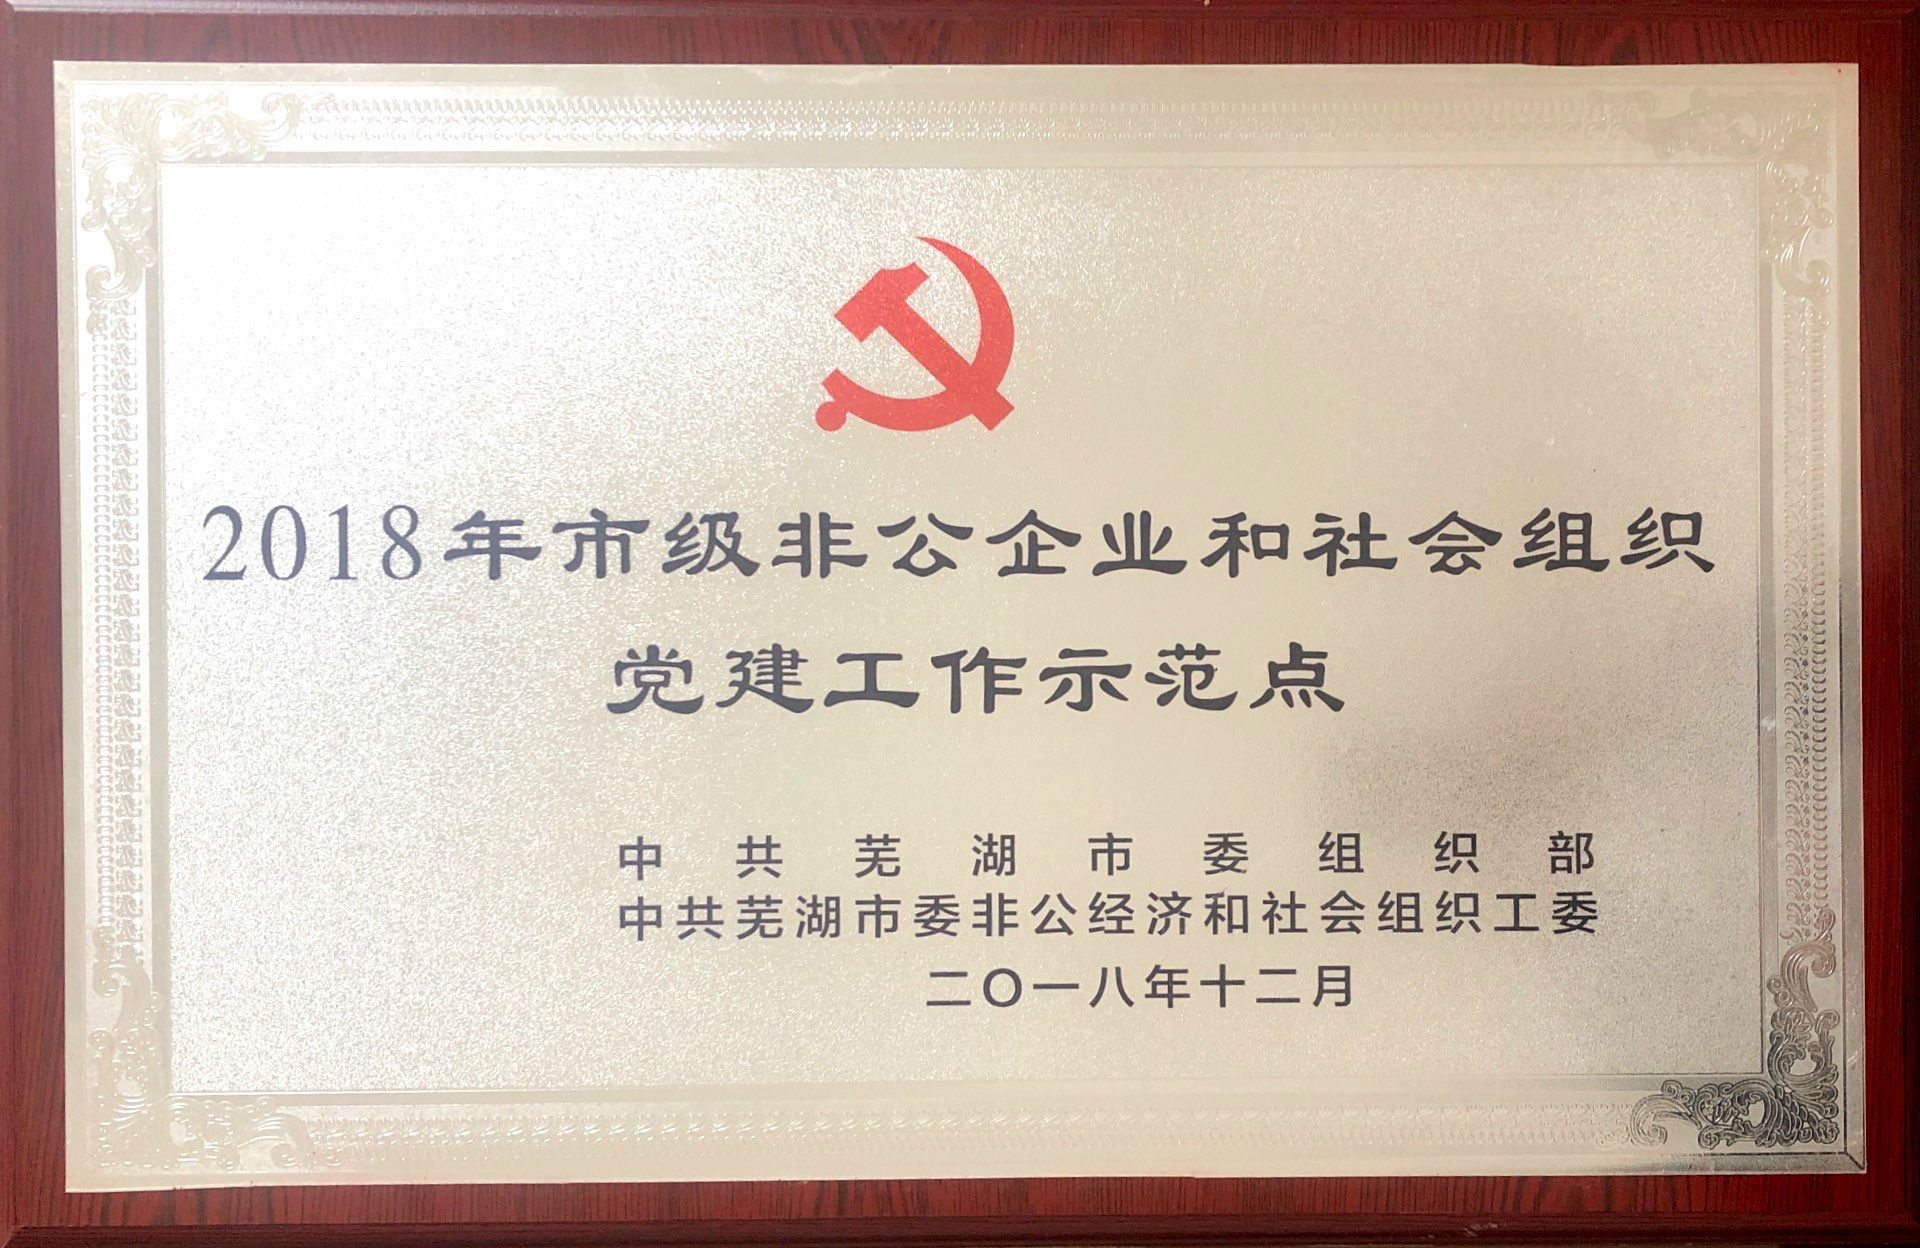 2018年市级非公企业和社会组织
党建工作示范点
中共芜湖市委组织部
中共芜湖市委非公经济和社会组织工委
二〇一八年十二月